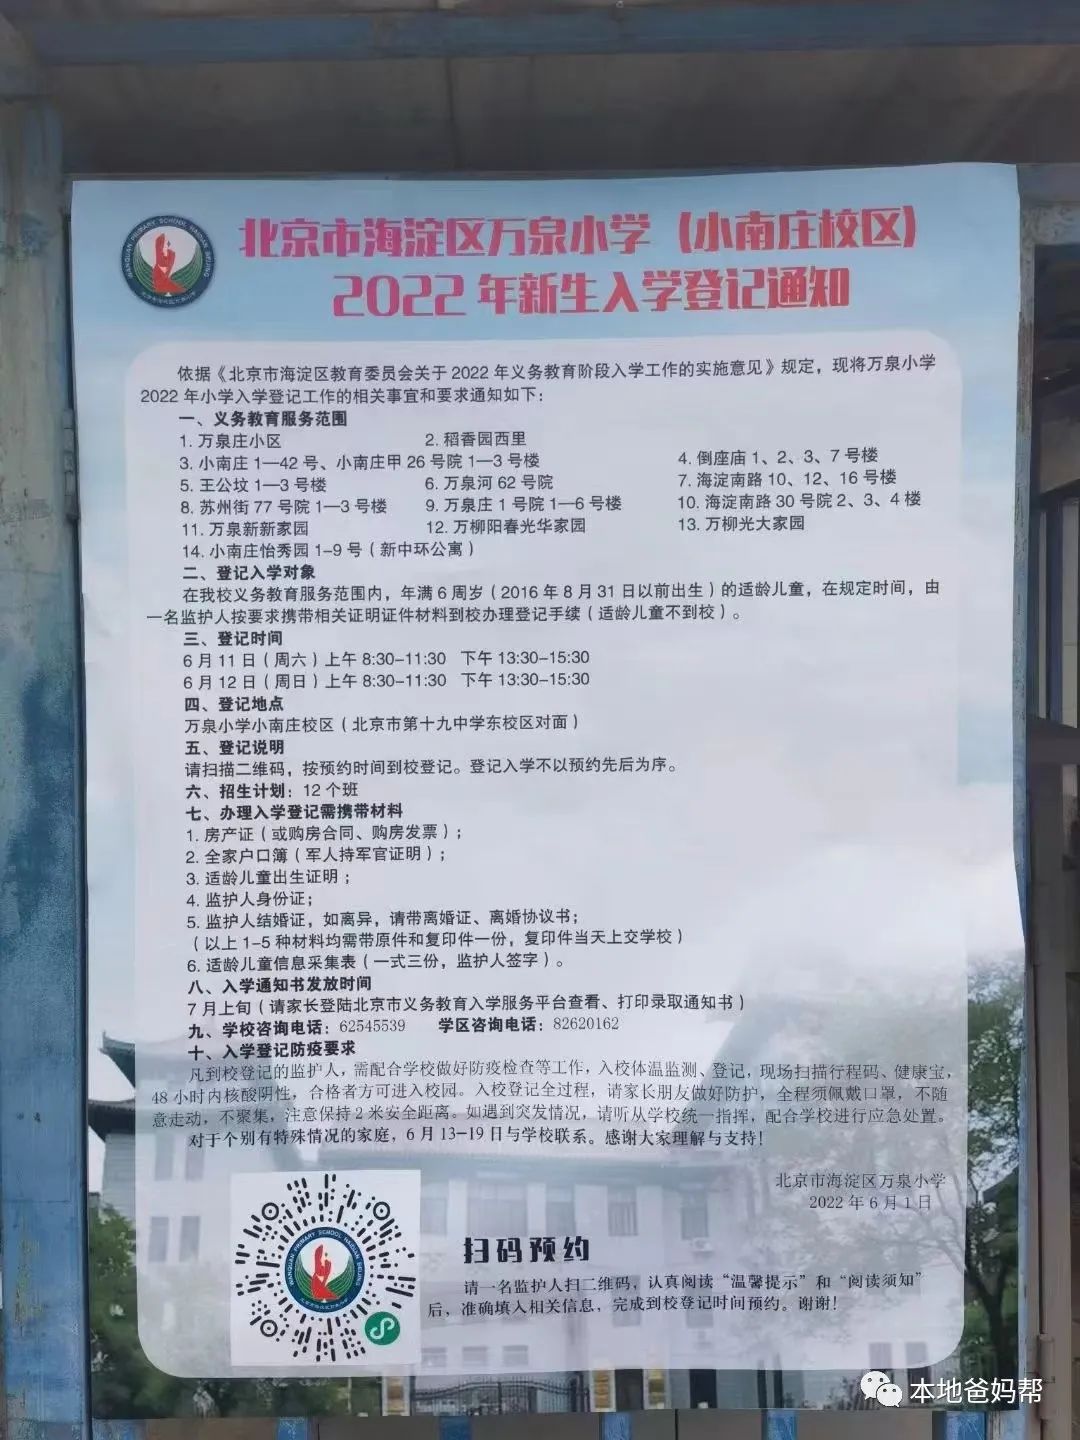 北京市海淀区万泉小学（小南庄校区）
2022年新生入学登记通知
依据《北京市海淀区教育委员会关于2022年义务教育阶段入学工作的实施意见》规定，现将万泉小学
2022年小学入学登记工作的相关事宜和要求通知如下：
一、义务教育服务范围
1. 万泉庄小区 2. 稻香园西里
3. 小南庄1—42号、小南庄甲26号院1—3号楼 4. 倒座庙1、2、3、7号楼
5. 王公坟1—3号楼 6. 万泉河62号院 7. 海淀南路10、12、16号楼
8. 苏州街77号院1—3号楼 9. 万泉庄1号院1—6号楼 10. 海淀南路30号院2、3、4楼
11. 万泉新新家园 12. 万柳阳春光华家园 13. 万柳光大家园
14. 小南庄怡秀园1-9号（新中环公寓）
二、登记入学对象
在我校义务教育服务范围内，年满6周岁（2016年8月31日以前出生）的适龄儿童，在规定时间，由
一名监护人按要求携带相关证明证件材料到校办理登记手续（适龄儿童不到校）。
三、登记时间
6月11日（周六）上午8:30-11:30 下午13:30-15:30
6月12日（周日）上午8:30-11:30 下午13:30-15:30
四、登记地点
万泉小学小南庄校区（北京市第十九中学东校区对面）
五、登记说明
请扫描二维码，按预约时间到校登记。登记入学不以预约先后为序。
六、招生计划：12个班
七、办理入学登记需携带材料
1. 房产证（或购房合同、购房发票）；
2. 全家户口簿（军人持军官证明）；
3. 适龄儿童出生证明；
4. 监护人身份证；
5. 监护人结婚证，如离异，请带离婚证、离婚协议书；
（以上1-5种材料均需带原件和复印件一份，复印件当天上交学校）
6. 适龄儿童信息采集表（一式三份，监护人签字）。
八、入学通知书发放时间
7月上旬（请家长登陆北京市义务教育入学服务平台查看、打印录取通知书）
九、学校咨询电话：62545539 学区咨询电话：82620162
十、入学登记防疫要求
凡到校登记的监护人，需配合学校做好防疫检查等工作，入校体温监测、登记，现场扫描行程码、健康宝，
48小时内核酸阴性，合格者方可进入校园。入校登记全过程，请家长朋友做好防护，全程须佩戴口罩，不随
意走动，不聚集，注意保持2米安全距离。如遇到突发情况，请听从学校统一指挥，配合学校进行应急处置。
对于个别有特殊情况的家庭，6月13-19日与学校联系。感谢大家理解与支持！
北京市海淀区万泉小学
2022年6月1日
扫码预约
请一名监护人扫二维码，认真阅读“温馨提示”和“阅读须知”
后，准确填入相关信息，完成到校登记时间预约。谢谢！
WANQUAN PRIMARY SCHOOL HAIDIAN BEIJING
北京市海淀区万泉小学
WANQUAN PRIMARY SCHOOL HAIDIAN BEIJING
北京市海淀区万泉小学
本地爸妈帮